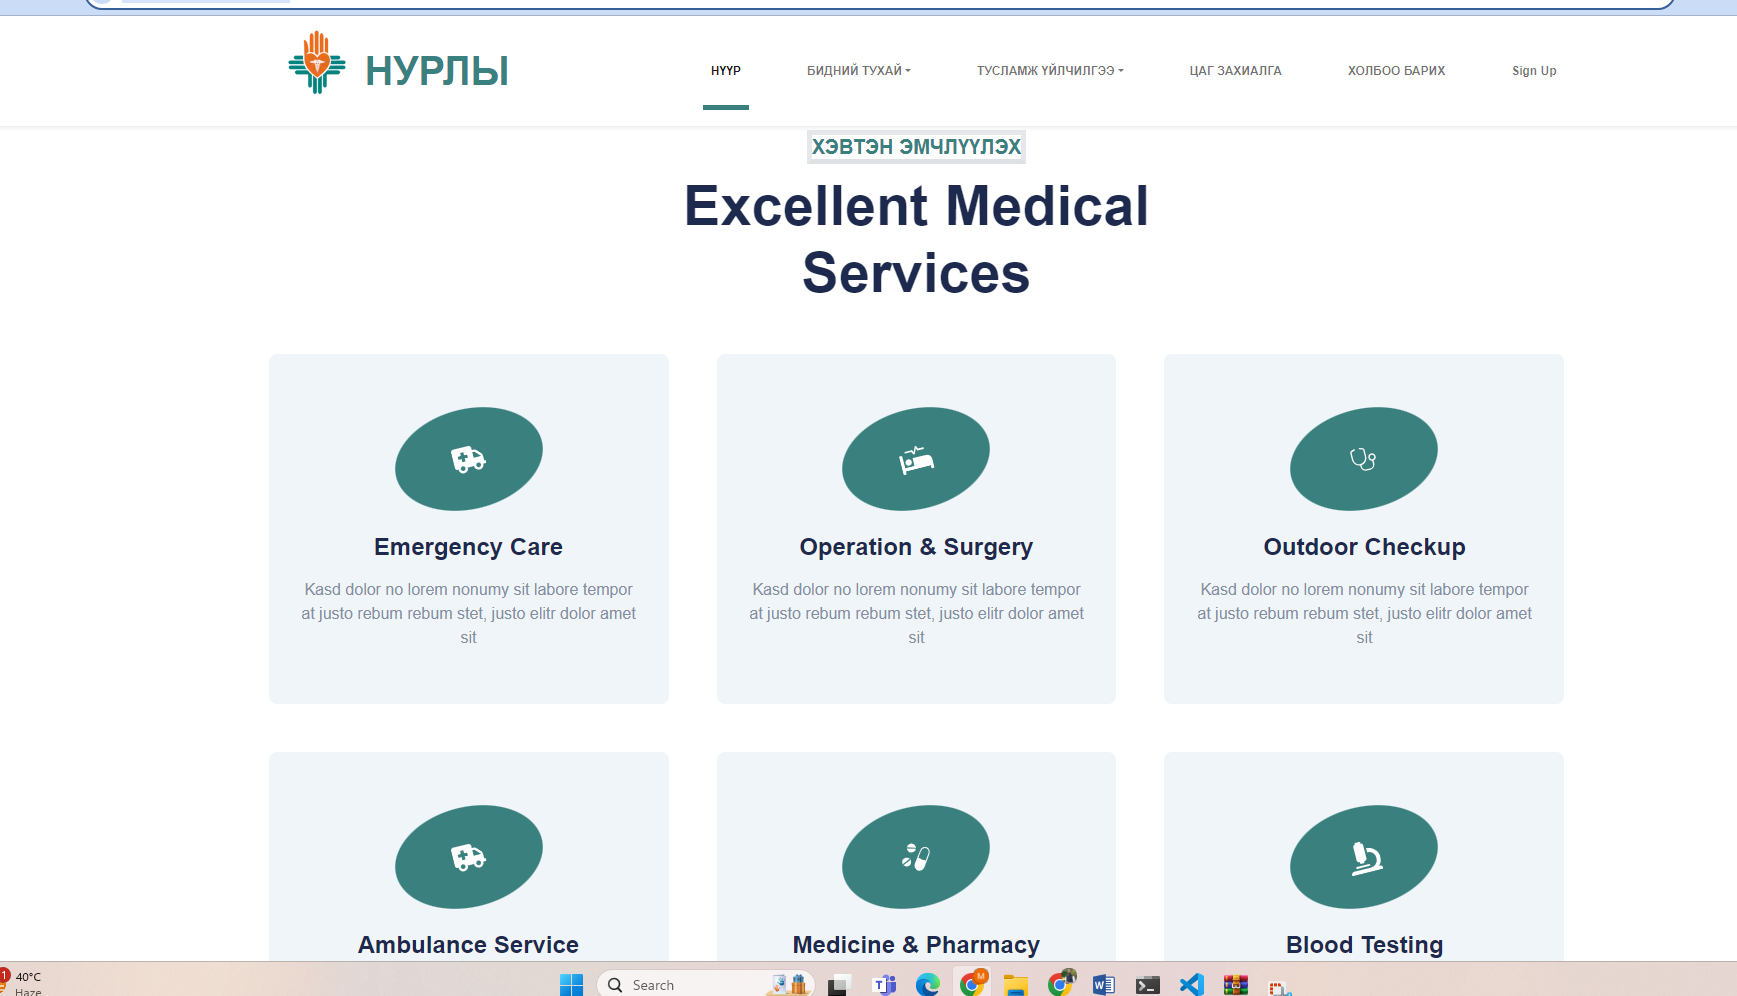 НУРЛЫ
НҮҮР
БИДНИЙ ТУХАЙ
ТУСЛАМЖ ҮЙЛЧИЛГЭЭ
ЦАГ ЗАХИАЛГА
ХОЛБОО БАРИХ
Sign Up
ХЭВТЭН ЭМЧЛҮҮЛЭХ
Excellent Medical
Services
Emergency Care
Kasd dolor no lorem nonumy sit labore tempor
at justo rebum rebum stet, justo elitr dolor amet
sit
Operation & Surgery
Kasd dolor no lorem nonumy sit labore tempor
at justo rebum rebum stet, justo elitr dolor amet
sit
Outdoor Checkup
Kasd dolor no lorem nonumy sit labore tempor
at justo rebum rebum stet, justo elitr dolor amet
sit
Ambulance Service
Medicine & Pharmacy
Blood Testing
1
40°C
Haze
Search
M